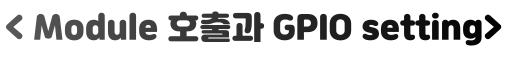 < Module 호출과 GPIO setting>